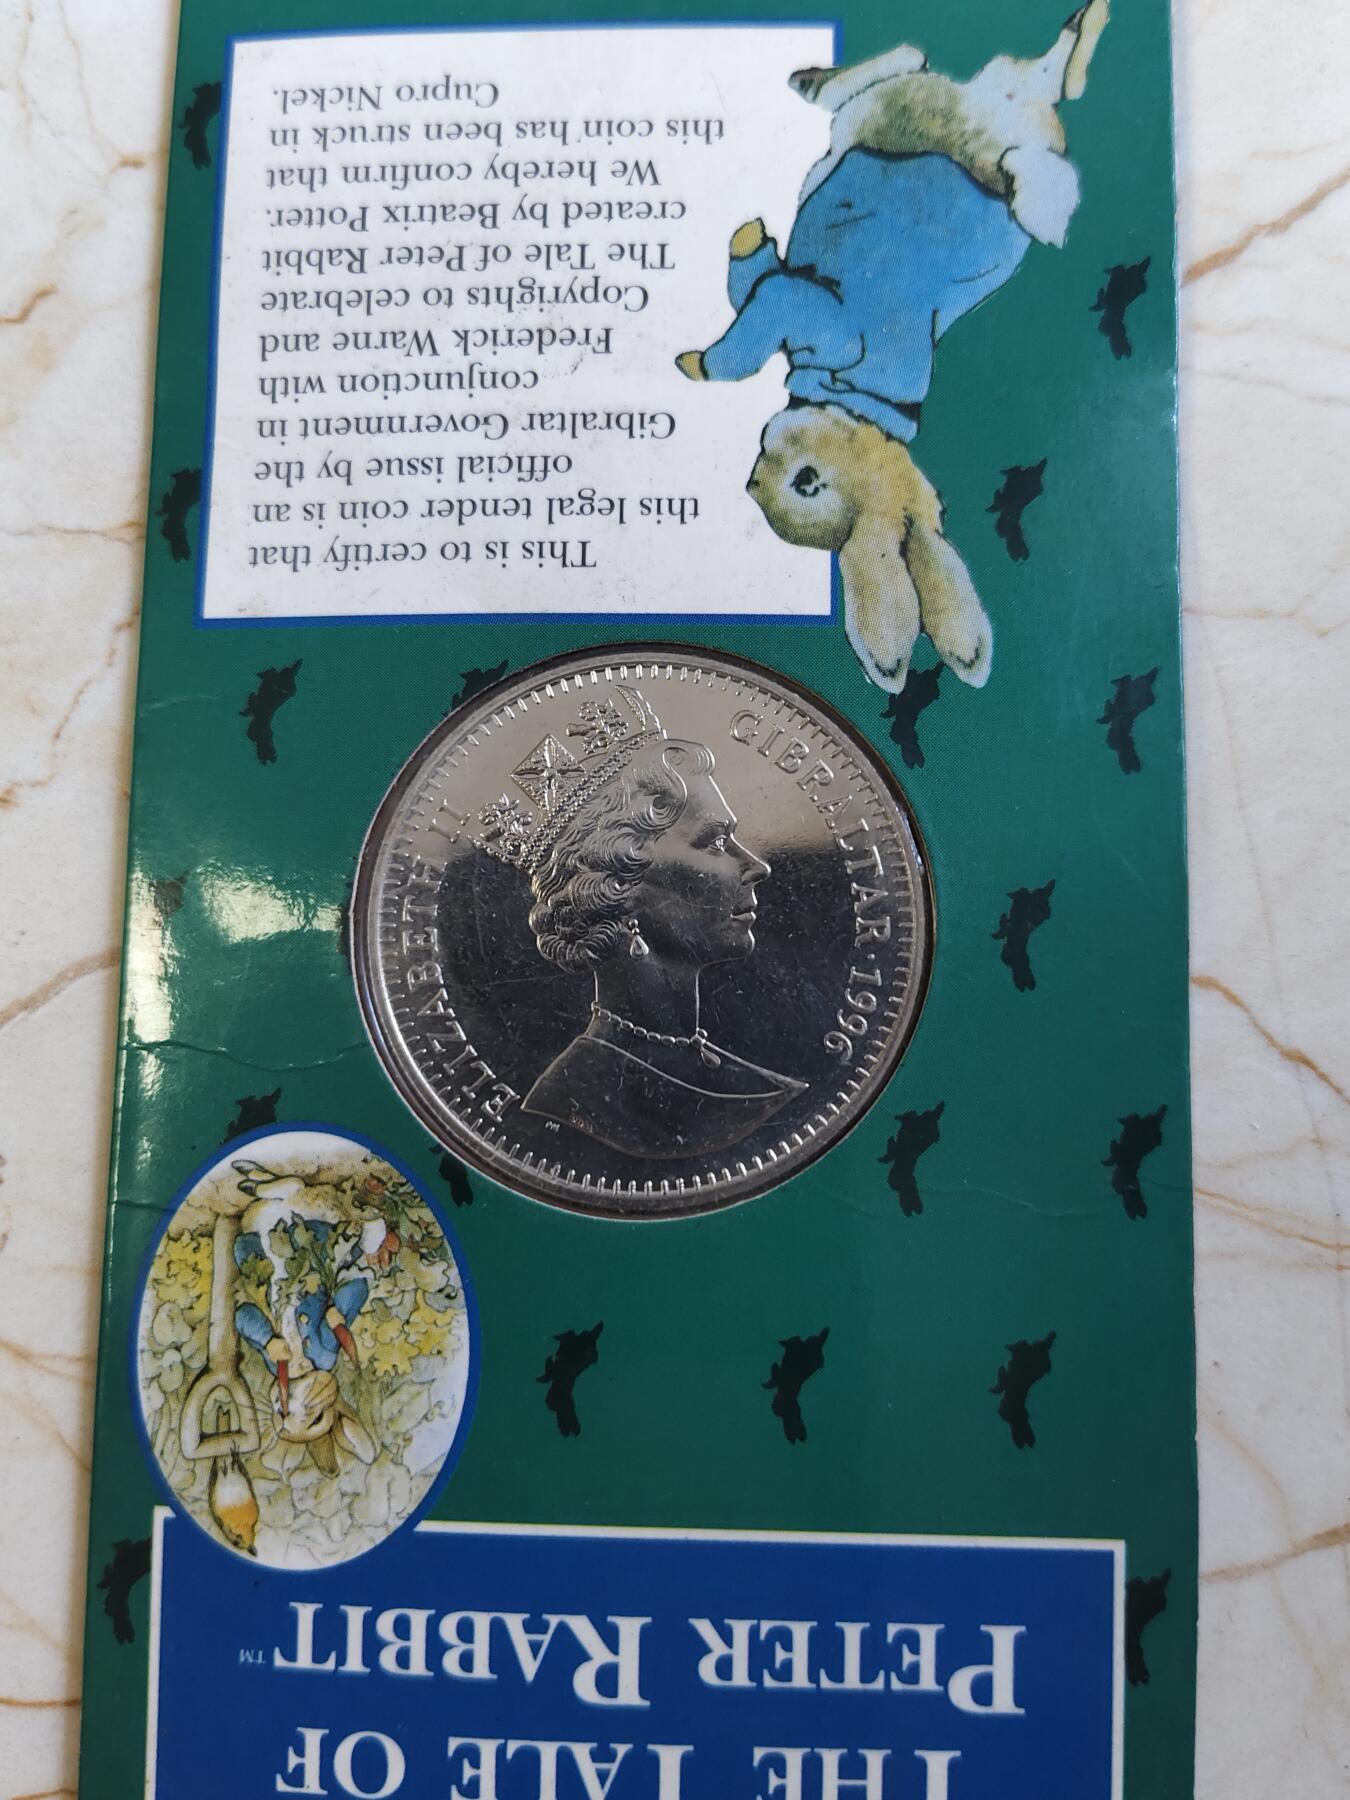 THE TALE OF
PETER RABBIT™
ELIZABETH II
GIBRALTAR · 1996
PM
This is to certify that
this legal tender coin is an
official issue by the
Gibraltar Government in
conjunction with
Frederick Warne and
Copyrights to celebrate
The Tale of Peter Rabbit
created by Beatrix Potter.
We hereby confirm that
this coin has been struck in
Cupro Nickel.